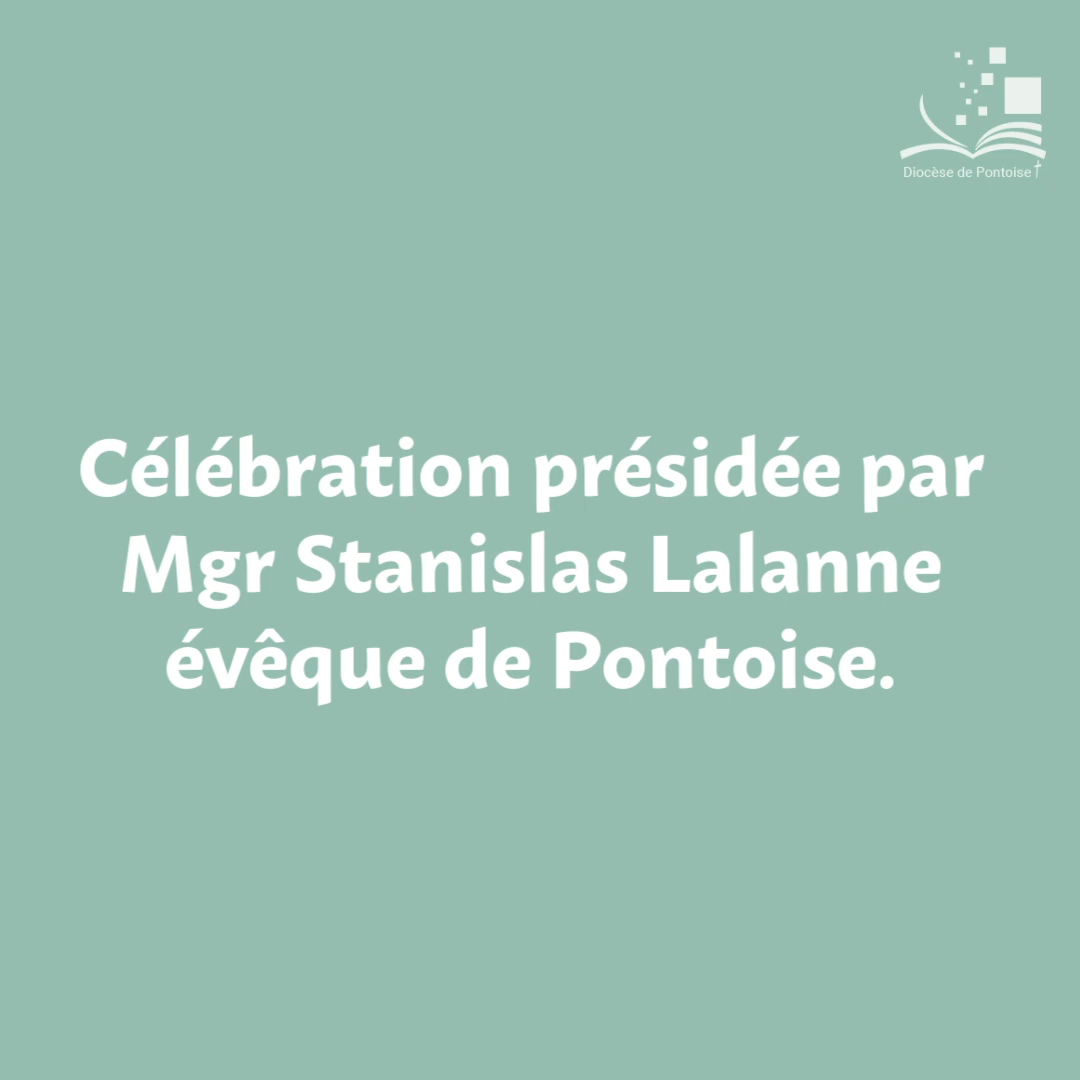 Diocèse de Pontoise
Célébration présidée par
Mgr Stanislas Lalanne
évêque de Pontoise.